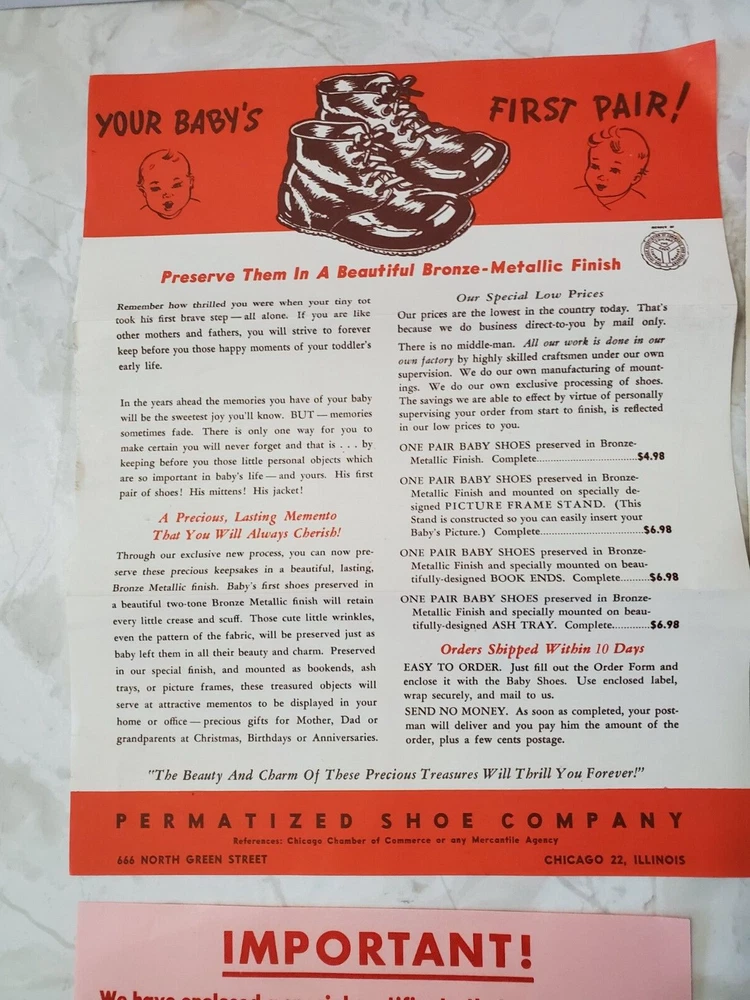 YOUR BABY'S FIRST PAIR!
MEMBER OF
Preserve Them In A Beautiful Bronze-Metallic Finish
Remember how thrilled you were when your tiny tot
took his first brave step — all alone. If you are like
other mothers and fathers, you will strive to forever
keep before you those happy moments of your toddler's
early life.
In the years ahead the memories you have of your baby
will be the sweetest joy you'll know. BUT — memories
sometimes fade. There is only one way for you to
make certain you will never forget and that is . . . by
keeping before you those little personal objects which
are so important in baby's life — and yours. His first
pair of shoes! His mittens! His jacket!
A Precious, Lasting Memento
That You Will Always Cherish!
Through our exclusive new process, you can now pre-
serve these precious keepsakes in a beautiful, lasting,
Bronze Metallic finish. Baby's first shoes preserved in
a beautiful two-tone Bronze Metallic finish will retain
every little crease and scuff. Those cute little wrinkles,
even the pattern of the fabric, will be preserved just as
baby left them in all their beauty and charm. Preserved
in our special finish, and mounted as bookends, ash
trays, or picture frames, these treasured objects will
serve at attractive mementos to be displayed in your
home or office — precious gifts for Mother, Dad or
grandparents at Christmas, Birthdays or Anniversaries.
Our Special Low Prices
Our prices are the lowest in the country today. That's
because we do business direct-to-you by mail only.
There is no middle-man. All our work is done in our
own factory by highly skilled craftsmen under our own
supervision. We do our own manufacturing of mount-
ings. We do our own exclusive processing of shoes.
The savings we are able to effect by virtue of personally
supervising your order from start to finish, is reflected
in our low prices to you.
ONE PAIR BABY SHOES preserved in Bronze-
Metallic Finish. Complete..............................$4.98
ONE PAIR BABY SHOES preserved in Bronze-
Metallic Finish and mounted on specially de-
signed PICTURE FRAME STAND. (This
Stand is constructed so you can easily insert your
Baby's Picture.) Complete..............................$6.98
ONE PAIR BABY SHOES preserved in Bronze-
Metallic Finish and specially mounted on beau-
tifully-designed BOOK ENDS. Complete.........$6.98
ONE PAIR BABY SHOES preserved in Bronze-
Metallic Finish and specially mounted on beau-
tifully-designed ASH TRAY. Complete............$6.98
Orders Shipped Within 10 Days
EASY TO ORDER. Just fill out the Order Form and
enclose it with the Baby Shoes. Use enclosed label,
wrap securely, and mail to us.
SEND NO MONEY. As soon as completed, your post-
man will deliver and you pay him the amount of the
order, plus a few cents postage.
"The Beauty And Charm Of These Precious Treasures Will Thrill You Forever!"
PERMATIZED SHOE COMPANY
References: Chicago Chamber of Commerce or any Mercantile Agency
666 NORTH GREEN STREET CHICAGO 22, ILLINOIS
IMPORTANT!
We have enclosed a special